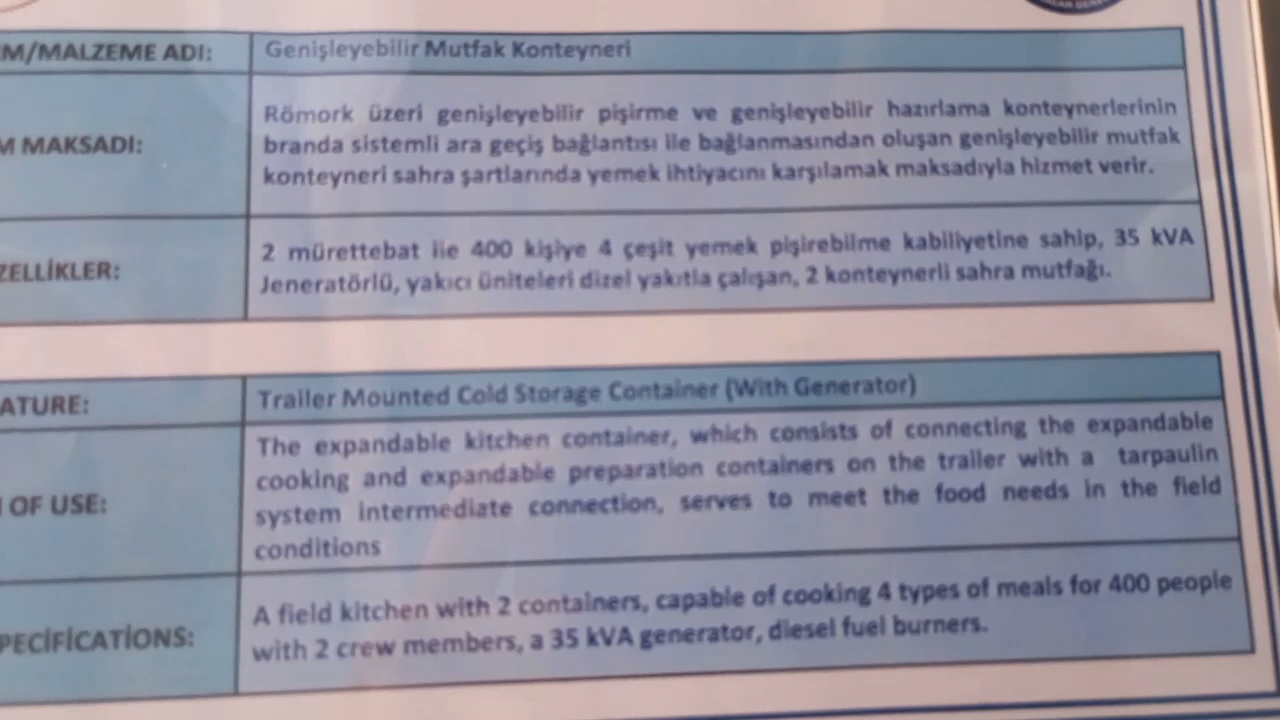 M/MALZEME ADI: Genişleyebilir Mutfak Konteyneri
M MAKSADI: Römork üzeri genişleyebilir pişirme ve genişleyebilir hazırlama konteynerlerinin
branda sistemli ara geçiş bağlantısı ile bağlanmasından oluşan genişleyebilir mutfak
konteyneri sahra şartlarında yemek ihtiyacını karşılamak maksadıyla hizmet verir.
ZELLİKLER: 2 mürettebat ile 400 kişiye 4 çeşit yemek pişirebilme kabiliyetine sahip, 35 kVA
Jeneratörlü, yakıcı üniteleri dizel yakıtla çalışan, 2 konteynerli sahra mutfağı.
ATURE: Trailer Mounted Cold Storage Container (With Generator)
OF USE: The expandable kitchen container, which consists of connecting the expandable
cooking and expandable preparation containers on the trailer with a tarpaulin
system intermediate connection, serves to meet the food needs in the field
conditions
PECİFİCATİONS: A field kitchen with 2 containers, capable of cooking 4 types of meals for 400 people
with 2 crew members, a 35 kVA generator, diesel fuel burners.